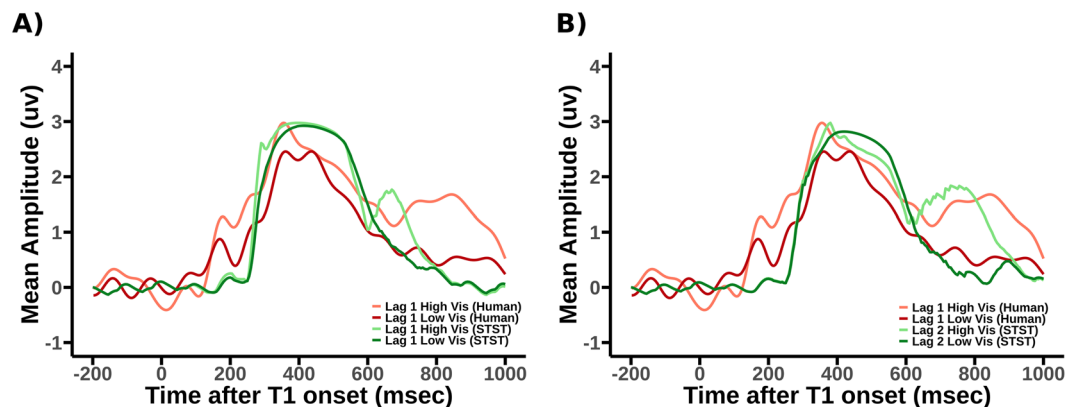 A)
Mean Amplitude (uv)
4
3
2
1
0
-1
-200
0
200
400
600
800
1000
Time after T1 onset (msec)
Lag 1 High Vis (Human)
Lag 1 Low Vis (Human)
Lag 1 High Vis (STST)
Lag 1 Low Vis (STST)
B)
Mean Amplitude (uv)
4
3
2
1
0
-1
-200
0
200
400
600
800
1000
Time after T1 onset (msec)
Lag 1 High Vis (Human)
Lag 1 Low Vis (Human)
Lag 2 High Vis (STST)
Lag 2 Low Vis (STST)